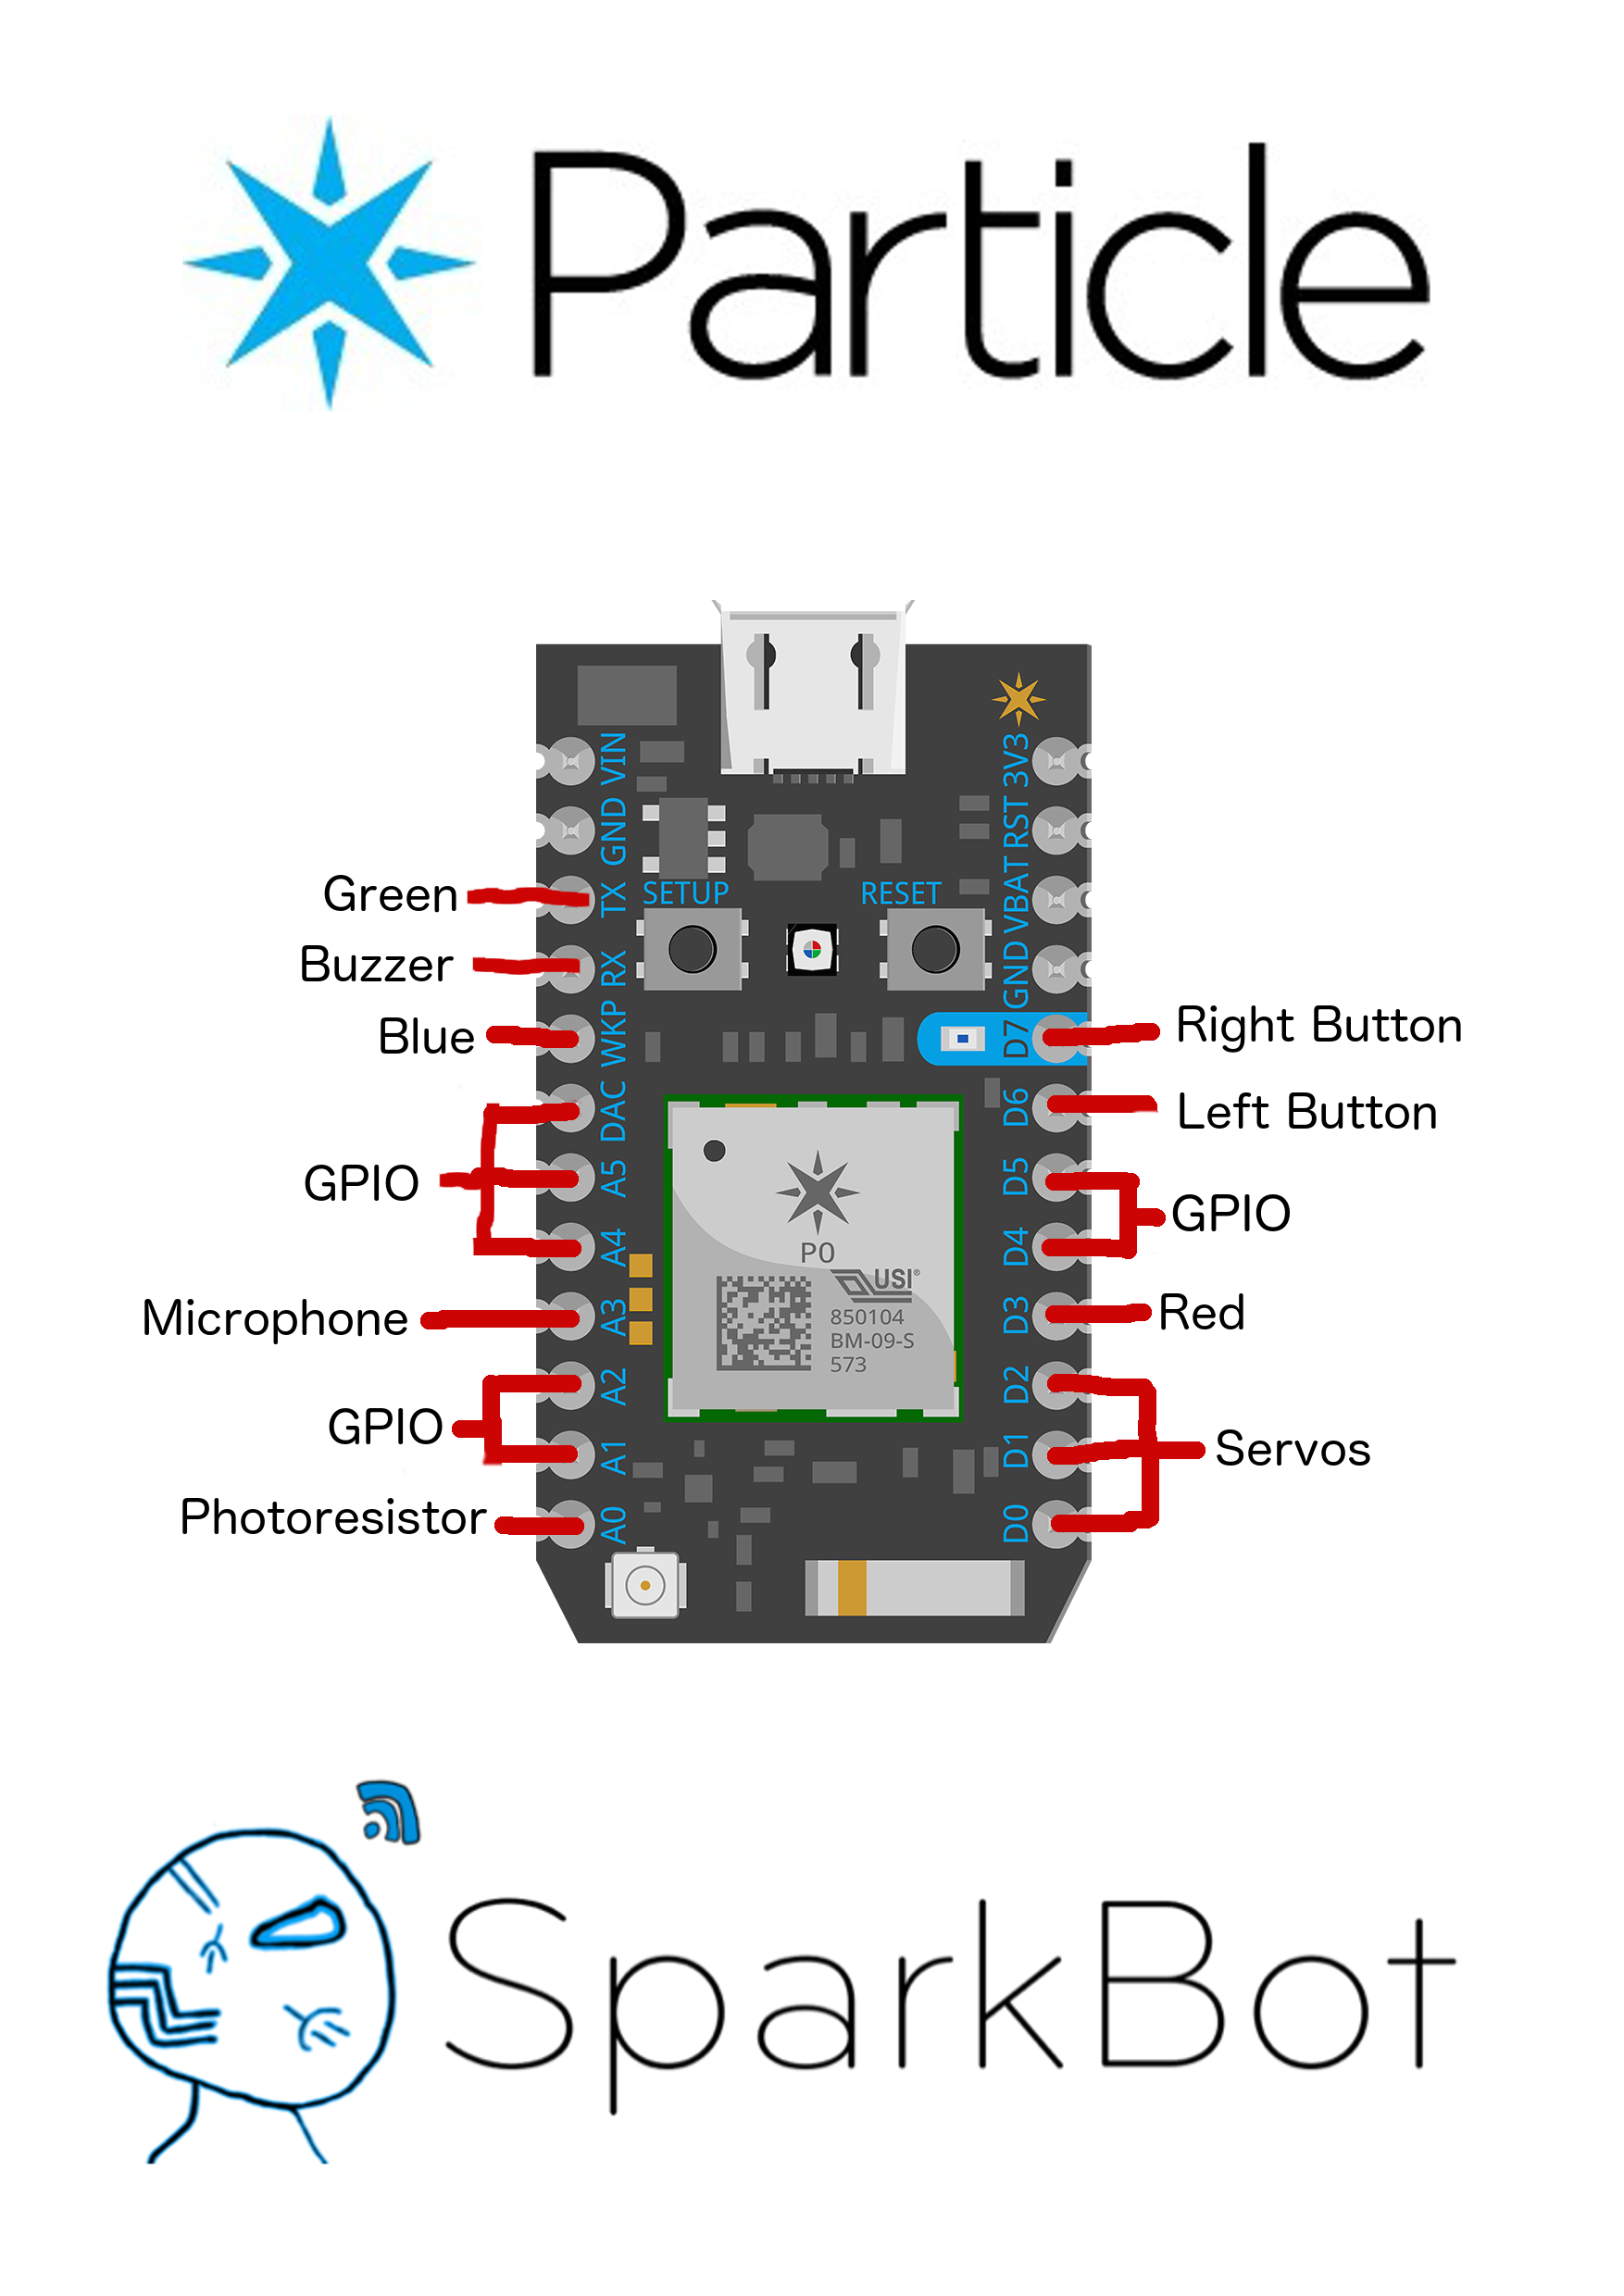 Particle
VIN
GND
TX
RX
WKP
DAC
A5
A4
A3
A2
A1
A0
3V3
RST
VBAT
GND
D7
D6
D5
D4
D3
D2
D1
D0
SETUP
RESET
Green
Buzzer
Blue
GPIO
Microphone
GPIO
Photoresistor
Right Button
Left Button
GPIO
Red
Servos
P0
USI®
850104
BM-09-S
573
SparkBot